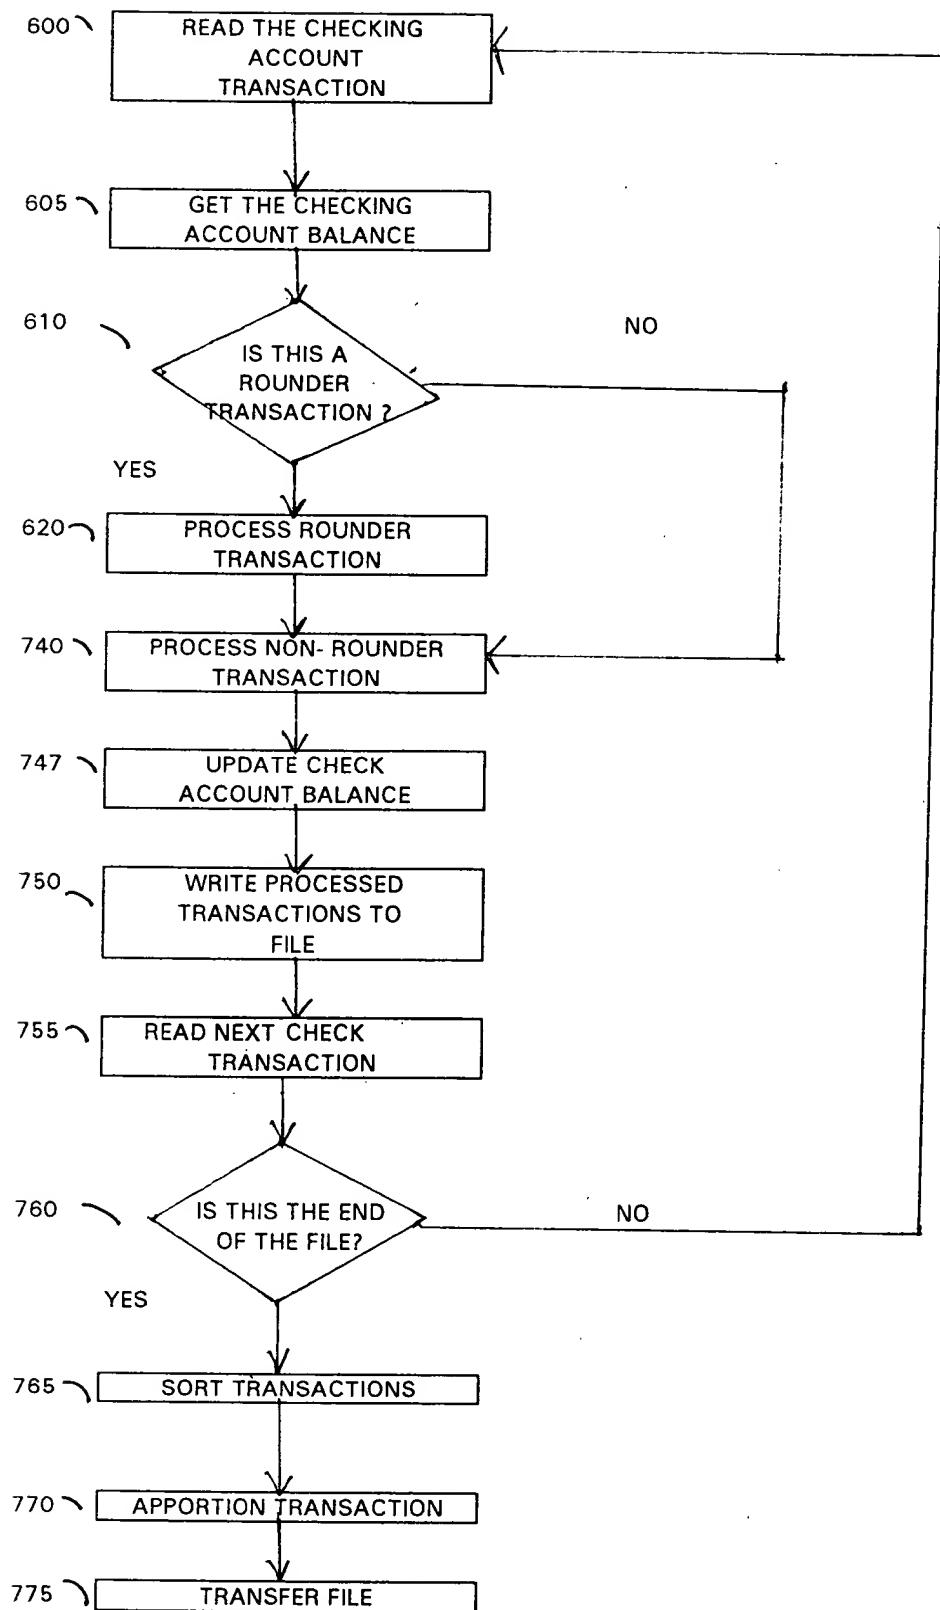 600
READ THE CHECKING
ACCOUNT
TRANSACTION
605
GET THE CHECKING
ACCOUNT BALANCE
610
IS THIS A
ROUNDER
TRANSACTION ?
NO
YES
620
PROCESS ROUNDER
TRANSACTION
740
PROCESS NON- ROUNDER
TRANSACTION
747
UPDATE CHECK
ACCOUNT BALANCE
750
WRITE PROCESSED
TRANSACTIONS TO
FILE
755
READ NEXT CHECK
TRANSACTION
760
IS THIS THE END
OF THE FILE?
NO
YES
765
SORT TRANSACTIONS
770
APPORTION TRANSACTION
775
TRANSFER FILE